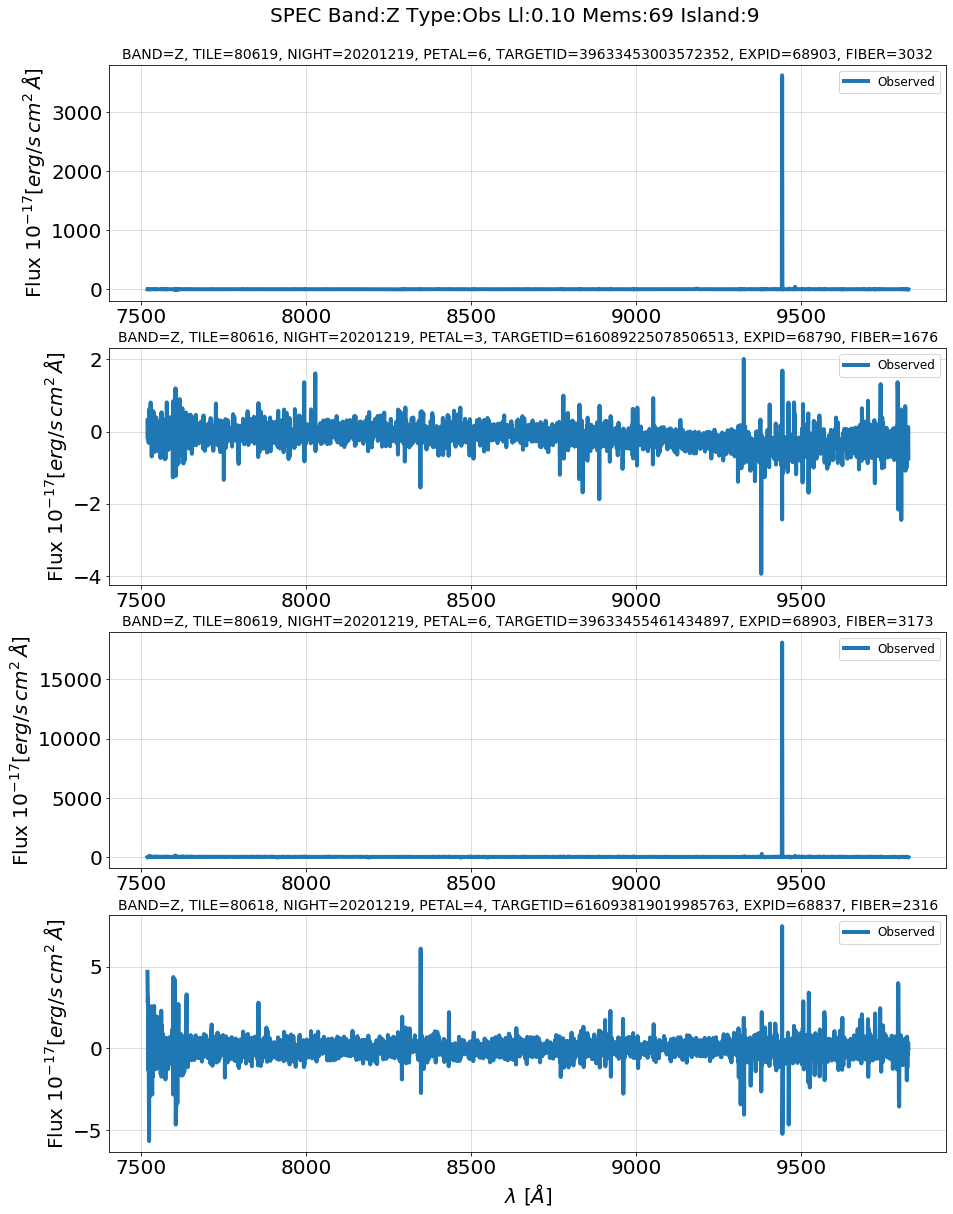 SPEC Band:Z Type:Obs Ll:0.10 Mems:69 Island:9
BAND=Z, TILE=80619, NIGHT=20201219, PETAL=6, TARGETID=39633453003572352, EXPID=68903, FIBER=3032
Flux 10^{-17}[erg/s cm^2 Å]
3000
2000
1000
0
Observed
7500 8000 8500 9000 9500
BAND=Z, TILE=80616, NIGHT=20201219, PETAL=3, TARGETID=616089225078506513, EXPID=68790, FIBER=1676
Flux 10^{-17}[erg/s cm^2 Å]
2
0
−2
−4
Observed
7500 8000 8500 9000 9500
BAND=Z, TILE=80619, NIGHT=20201219, PETAL=6, TARGETID=39633455461434897, EXPID=68903, FIBER=3173
Flux 10^{-17}[erg/s cm^2 Å]
15000
10000
5000
0
Observed
7500 8000 8500 9000 9500
BAND=Z, TILE=80618, NIGHT=20201219, PETAL=4, TARGETID=616093819019985763, EXPID=68837, FIBER=2316
Flux 10^{-17}[erg/s cm^2 Å]
5
0
−5
Observed
7500 8000 8500 9000 9500
λ [Å]